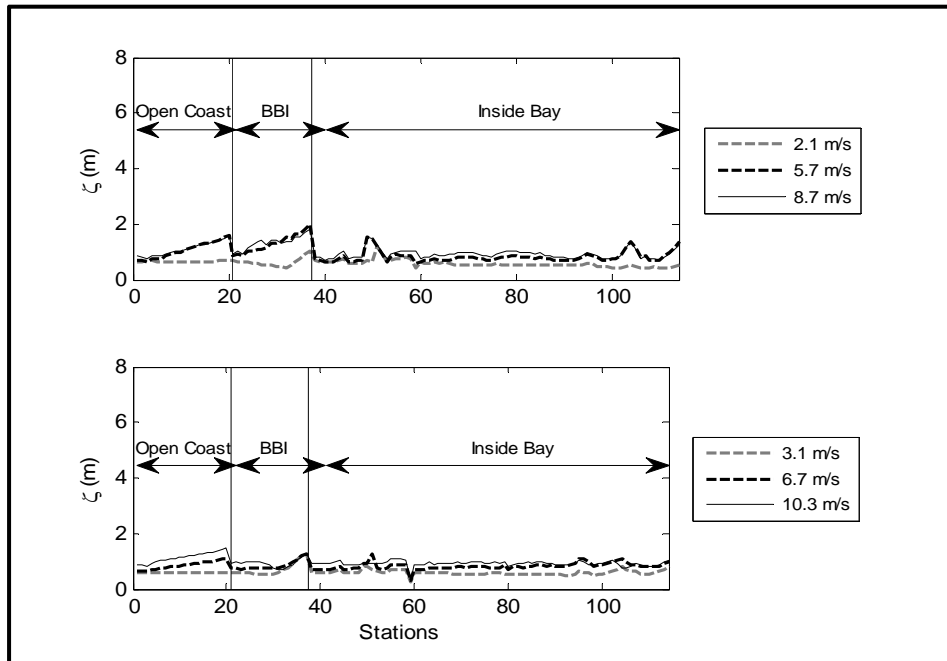 8
6
4
2
0
ζ (m)
Open Coast BBI Inside Bay
0 20 40 60 80 100
2.1 m/s
5.7 m/s
8.7 m/s
8
6
4
2
0
ζ (m)
Open Coast BBI Inside Bay
0 20 40 60 80 100
Stations
3.1 m/s
6.7 m/s
10.3 m/s